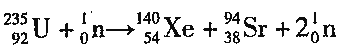 ²³⁵₉₂U + ¹₀n → ¹⁴⁰₅₄Xe + ⁹⁴₃₈Sr + 2¹₀n